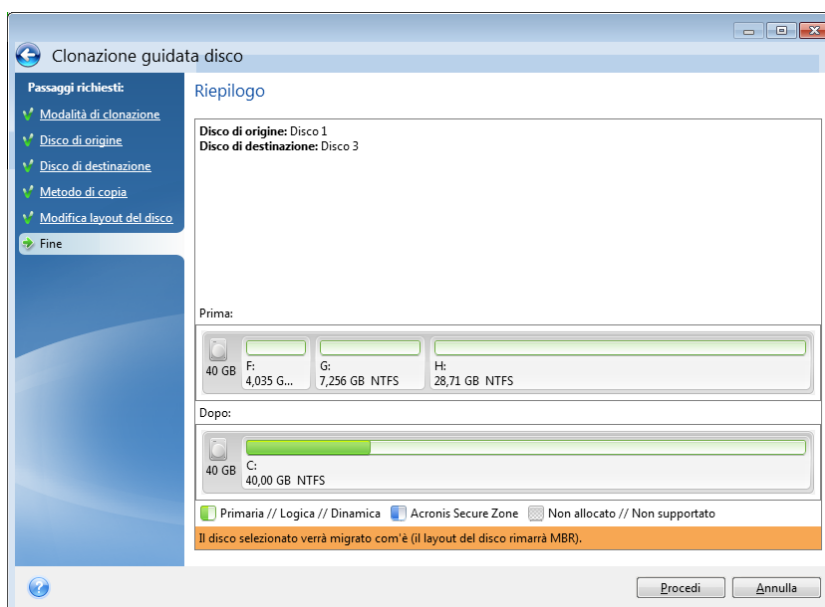 Clonazione guidata disco
Passaggi richiesti:
Modalità di clonazione
Disco di origine
Disco di destinazione
Metodo di copia
Modifica layout del disco
Fine
Riepilogo
Disco di origine: Disco 1
Disco di destinazione: Disco 3
Prima:
40 GB
F:
4,035 G...
G:
7,256 GB NTFS
H:
28,71 GB NTFS
Dopo:
40 GB
C:
40,00 GB NTFS
Primaria // Logica // Dinamica
Acronis Secure Zone
Non allocato // Non supportato
Il disco selezionato verrà migrato com'è (il layout del disco rimarrà MBR).
?
Procedi
Annulla